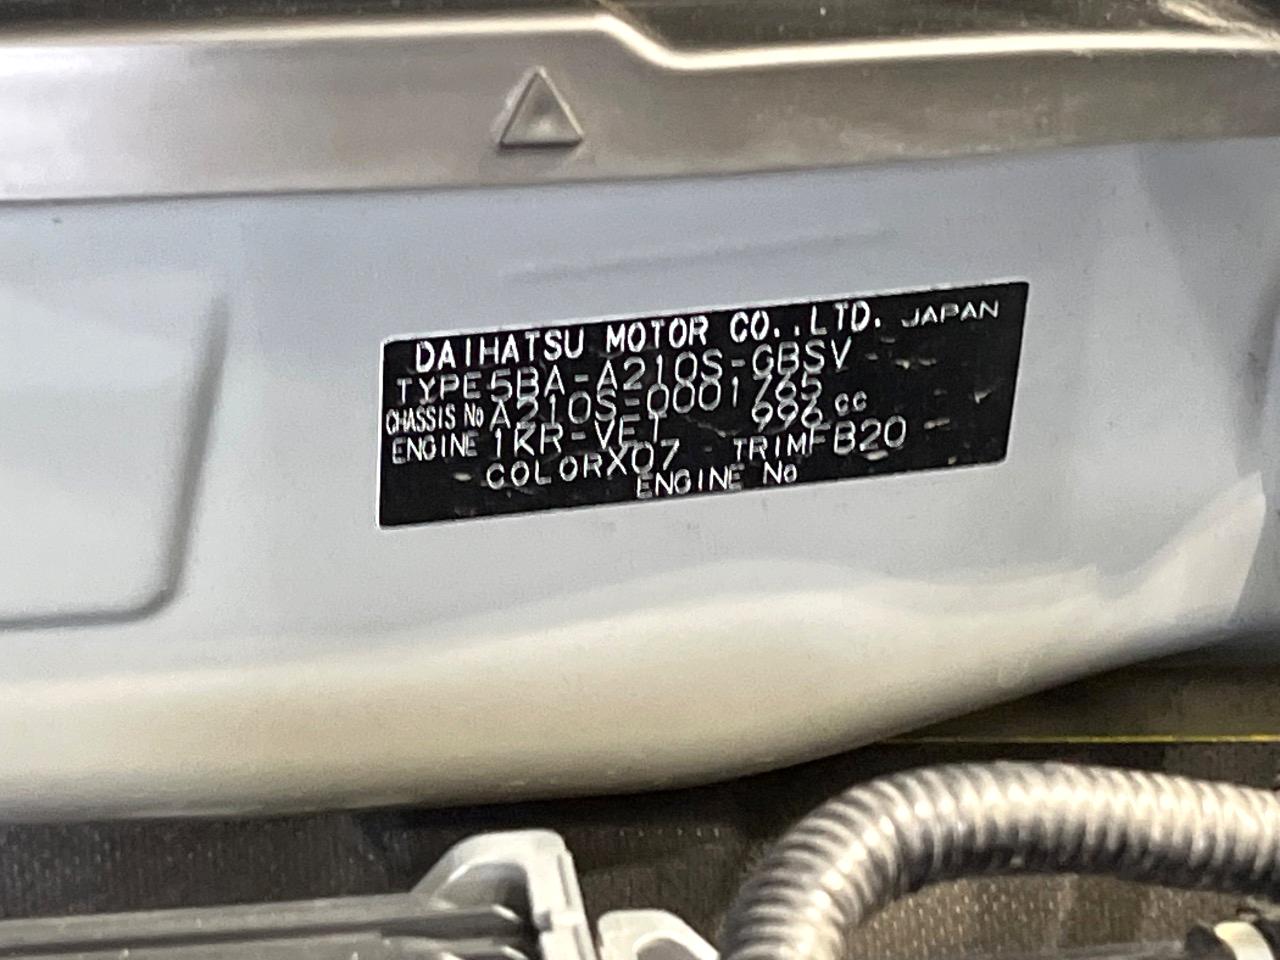 DAIHATSU MOTOR CO.,LTD. JAPAN
TYPE 5BA-A210S-GBSV
CHASSIS No A210S-0001765
ENGINE 1KR-VET 996 cc
COLOR X07 TRIM FB20
ENGINE No